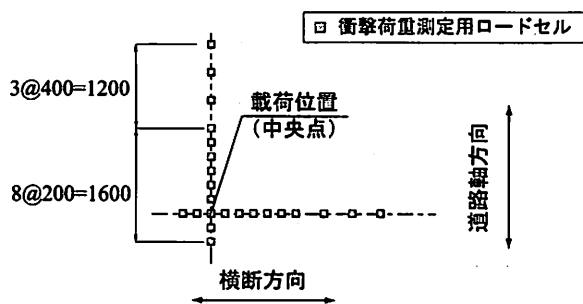 衝撃荷重測定用ロードセル
3@400=1200
載荷位置
(中央点)
道路軸方向
8@200=1600
横断方向